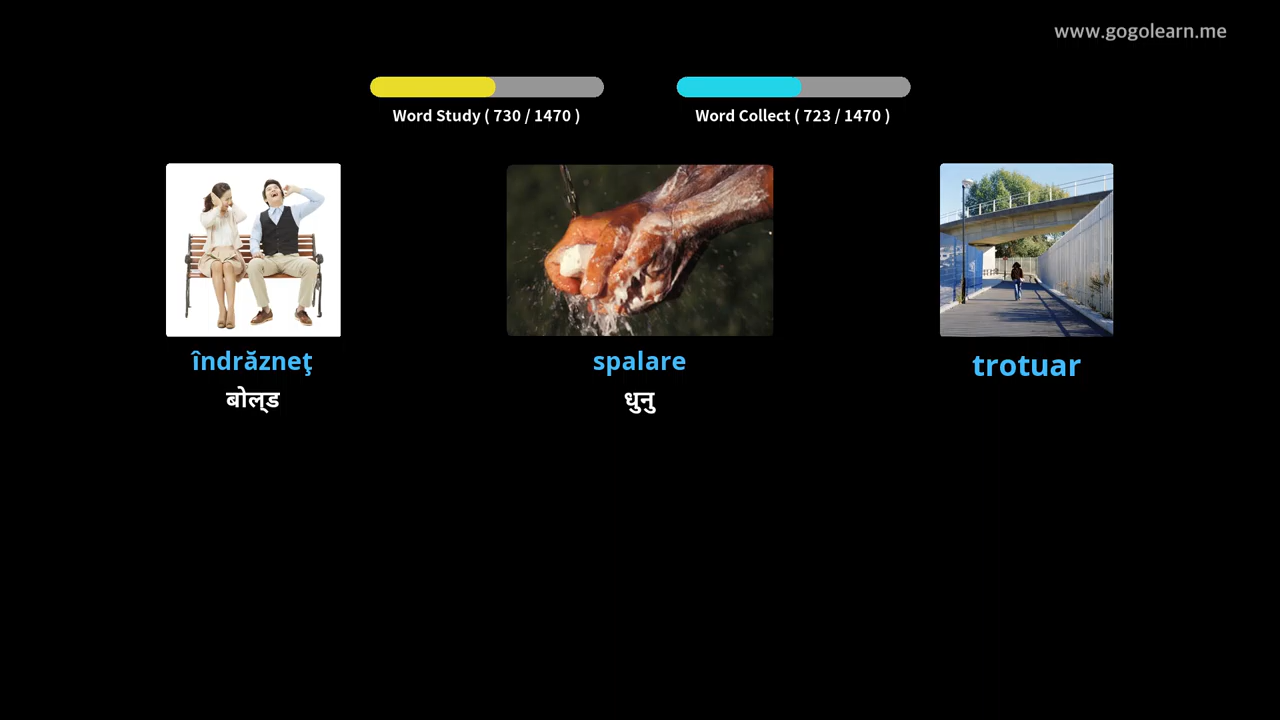 www.gogolearn.me
Word Study ( 730 / 1470 )
Word Collect ( 723 / 1470 )
îndrăzneţ
spalare
trotuar
बोल्‍ड
धुनु